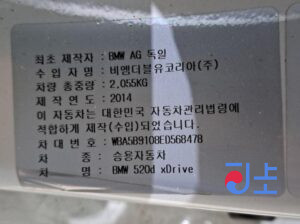 최초 제작자 : BMW AG 독일
수 입 자 명 : 비엠더블유코리아(주)
차량 총중량 : 2,055KG
제 작 연 도 : 2014
이 자동차는 대한민국 자동차관리법령에
적합하게 제작(수입)되었습니다.
차 대 번 호 : WBA5B9108ED568478
차 종 : 승용자동차
차 명 : BMW 520d xDrive